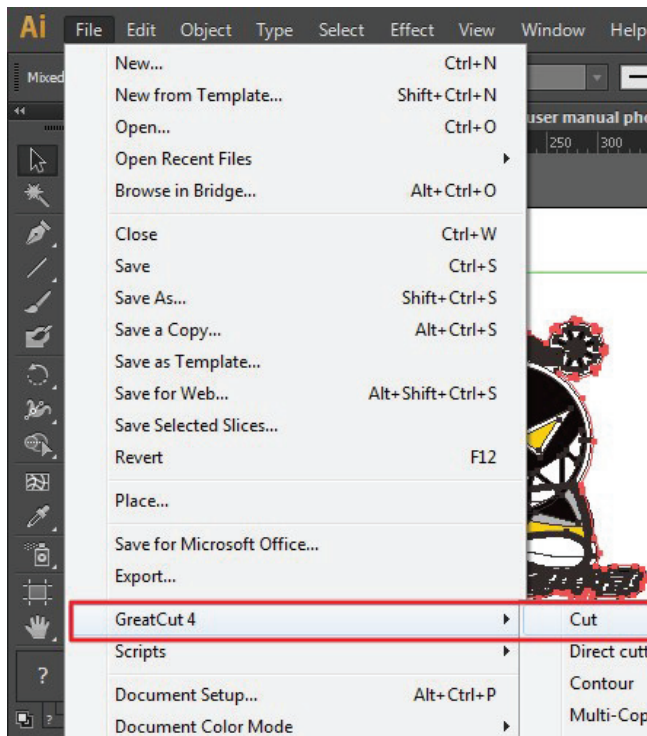 Ai File Edit Object Type Select Effect View Window Help
Mixed
New... Ctrl+N
New from Template... Shift+Ctrl+N
Open... Ctrl+O
user manual
Open Recent Files
250 300
Browse in Bridge... Alt+Ctrl+O
Close Ctrl+W
Save Ctrl+S
Save As... Shift+Ctrl+S
Save a Copy... Alt+Ctrl+S
Save as Template...
Save for Web... Alt+Shift+Ctrl+S
Save Selected Slices...
Revert F12
Place...
Save for Microsoft Office...
Export...
GreatCut 4 Cut
Scripts Direct
? Contour
Document Setup... Alt+Ctrl+P
Document Color Mode
?